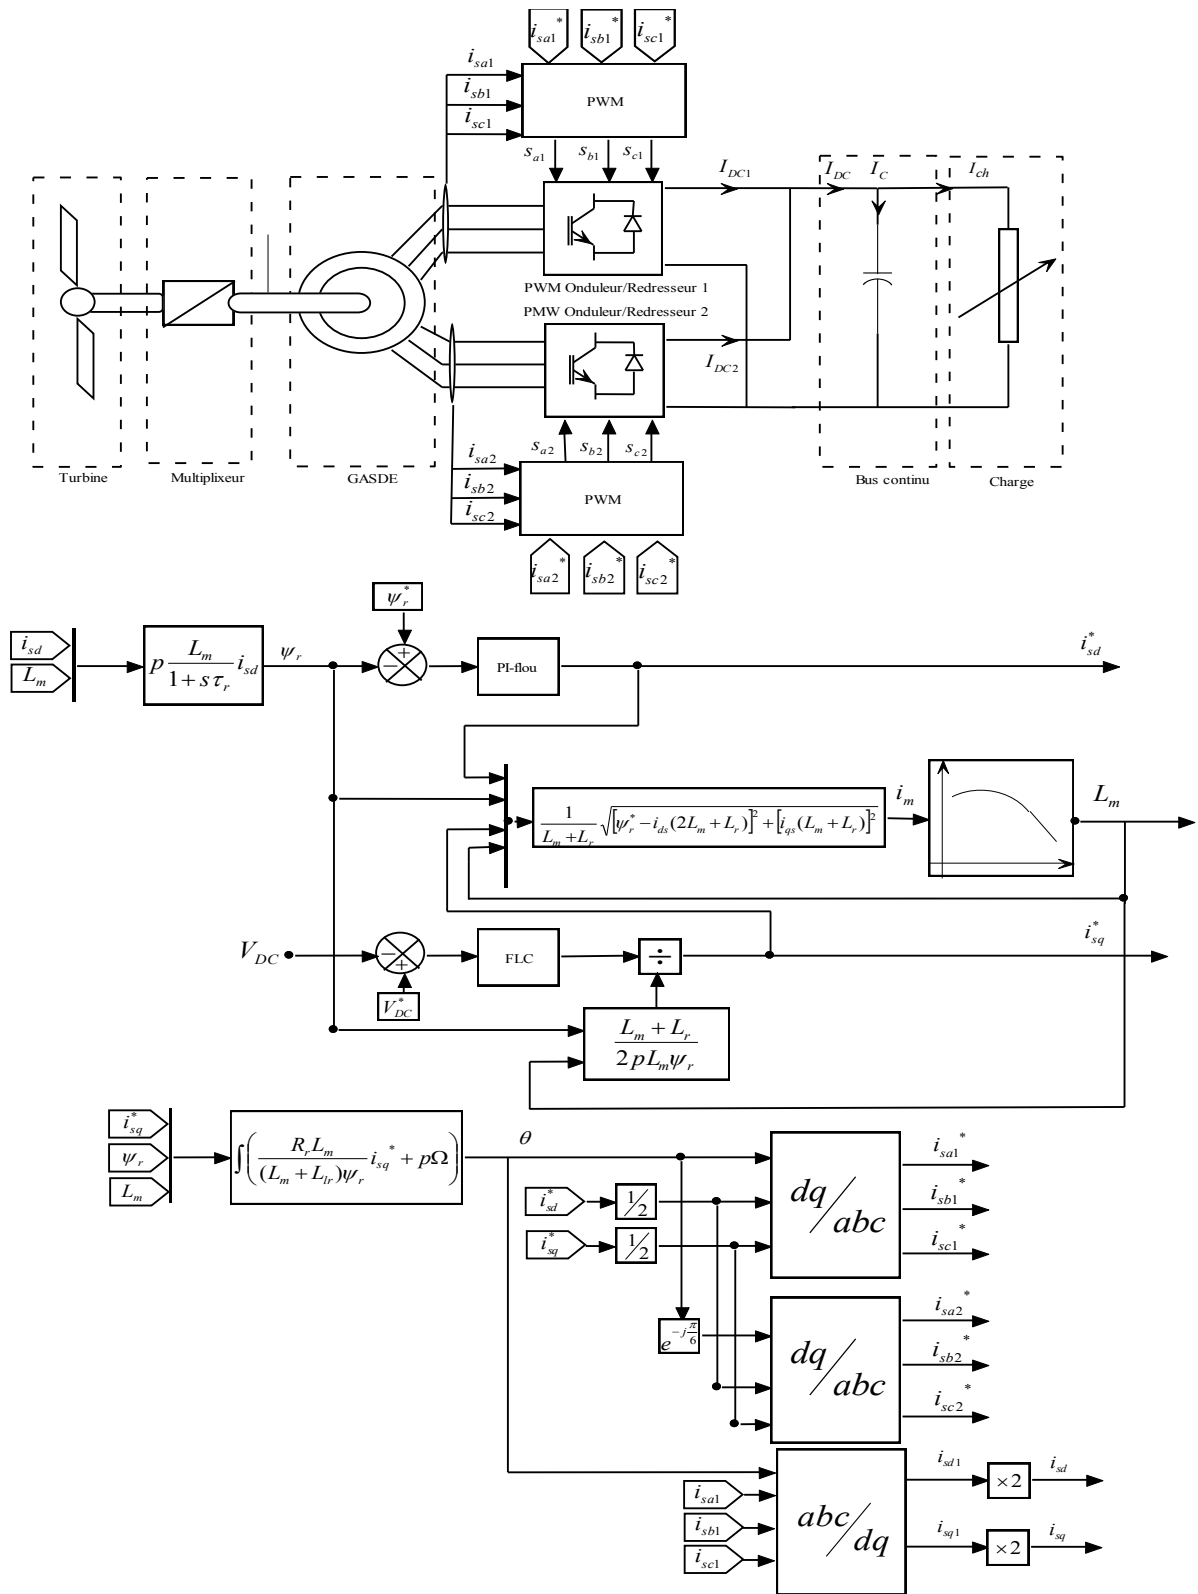 i_sa1* i_sb1* i_sc1*
i_sa1
i_sb1
i_sc1
PWM
s_a1 s_b1 s_c1
I_DC1 I_DC I_C I_ch
PWM Onduleur/Redresseur 1
PMW Onduleur/Redresseur 2
I_DC2
s_a2 s_b2 s_c2
i_sa2
i_sb2
i_sc2
PWM
Turbine Multiplixeur GASDE Bus continu Charge
i_sa2* i_sb2* i_sc2*
ψ_r*
i_sd
L_m
p L_m/(1+sτ_r) i_sd
ψ_r
+
−
PI-flou
i_sd*
1/(L_m+L_r) √([ψ_r*−i_ds(2L_m+L_r)]²+[i_qs(L_m+L_r)]²)
i_m
L_m
V_DC
−
+
V_DC*
FLC
÷
i_sq*
(L_m+L_r)/(2pL_mψ_r)
i_sq*
ψ_r
L_m
∫(R_rL_m/((L_m+L_lr)ψ_r) i_sq*+pΩ)
θ
i_sd* 1/2
i_sq* 1/2
dq/abc
i_sa1*
i_sb1*
i_sc1*
e^(−jπ/6)
dq/abc
i_sa2*
i_sb2*
i_sc2*
i_sa1
i_sb1
i_sc1
abc/dq
i_sd1 ×2 i_sd
i_sq1 ×2 i_sq